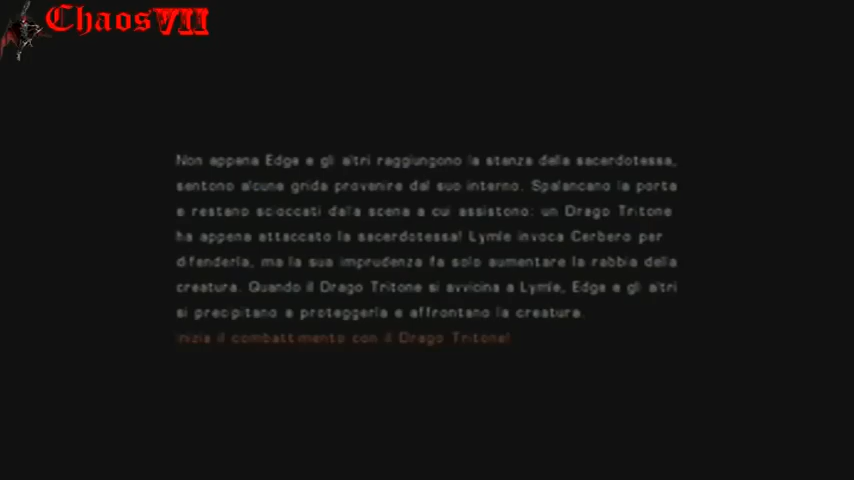 ChaosVII
Non appena Edge e gli altri raggiungono la stanza della sacerdotessa,
sentono alcune grida provenire dal suo interno. Spalancano la porta
e restano scioccati dalla scena a cui assistono: un Drago Tritone
ha appena attaccato la sacerdotessa! Lymle invoca Cerbero per
difenderla, ma la sua imprudenza fa solo aumentare la rabbia della
creatura. Quando il Drago Tritone si avvicina a Lymle, Edge e gli altri
si precipitano a proteggerla e affrontano la creatura.
Inizia il combattimento con il Drago Tritone!